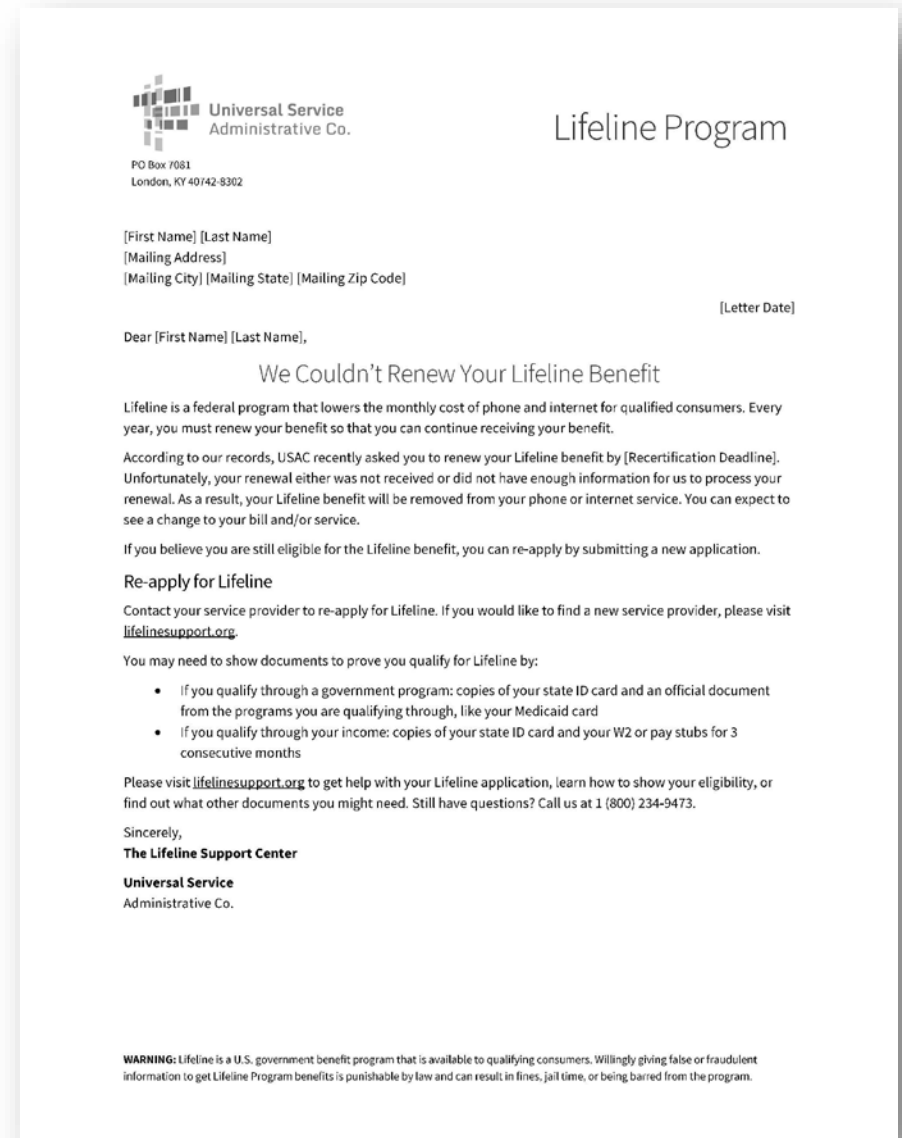 Universal Service
Administrative Co.
Lifeline Program
PO Box 7081
London, KY 40742-8302
[First Name] [Last Name]
[Mailing Address]
[Mailing City] [Mailing State] [Mailing Zip Code]
[Letter Date]
Dear [First Name] [Last Name],
We Couldn't Renew Your Lifeline Benefit
Lifeline is a federal program that lowers the monthly cost of phone and internet for qualified consumers. Every
year, you must renew your benefit so that you can continue receiving your benefit.
According to our records, USAC recently asked you to renew your Lifeline benefit by [Recertification Deadline].
Unfortunately, your renewal either was not received or did not have enough information for us to process your
renewal. As a result, your Lifeline benefit will be removed from your phone or internet service. You can expect to
see a change to your bill and/or service.
If you believe you are still eligible for the Lifeline benefit, you can re-apply by submitting a new application.
Re-apply for Lifeline
Contact your service provider to re-apply for Lifeline. If you would like to find a new service provider, please visit
lifelinesupport.org.
You may need to show documents to prove you qualify for Lifeline by:
• If you qualify through a government program: copies of your state ID card and an official document
from the programs you are qualifying through, like your Medicaid card
• If you qualify through your income: copies of your state ID card and your W2 or pay stubs for 3
consecutive months
Please visit lifelinesupport.org to get help with your Lifeline application, learn how to show your eligibility, or
find out what other documents you might need. Still have questions? Call us at 1 (800) 234-9473.
Sincerely,
The Lifeline Support Center
Universal Service
Administrative Co.
WARNING: Lifeline is a U.S. government benefit program that is available to qualifying consumers. Willingly giving false or fraudulent
information to get Lifeline Program benefits is punishable by law and can result in fines, jail time, or being barred from the program.